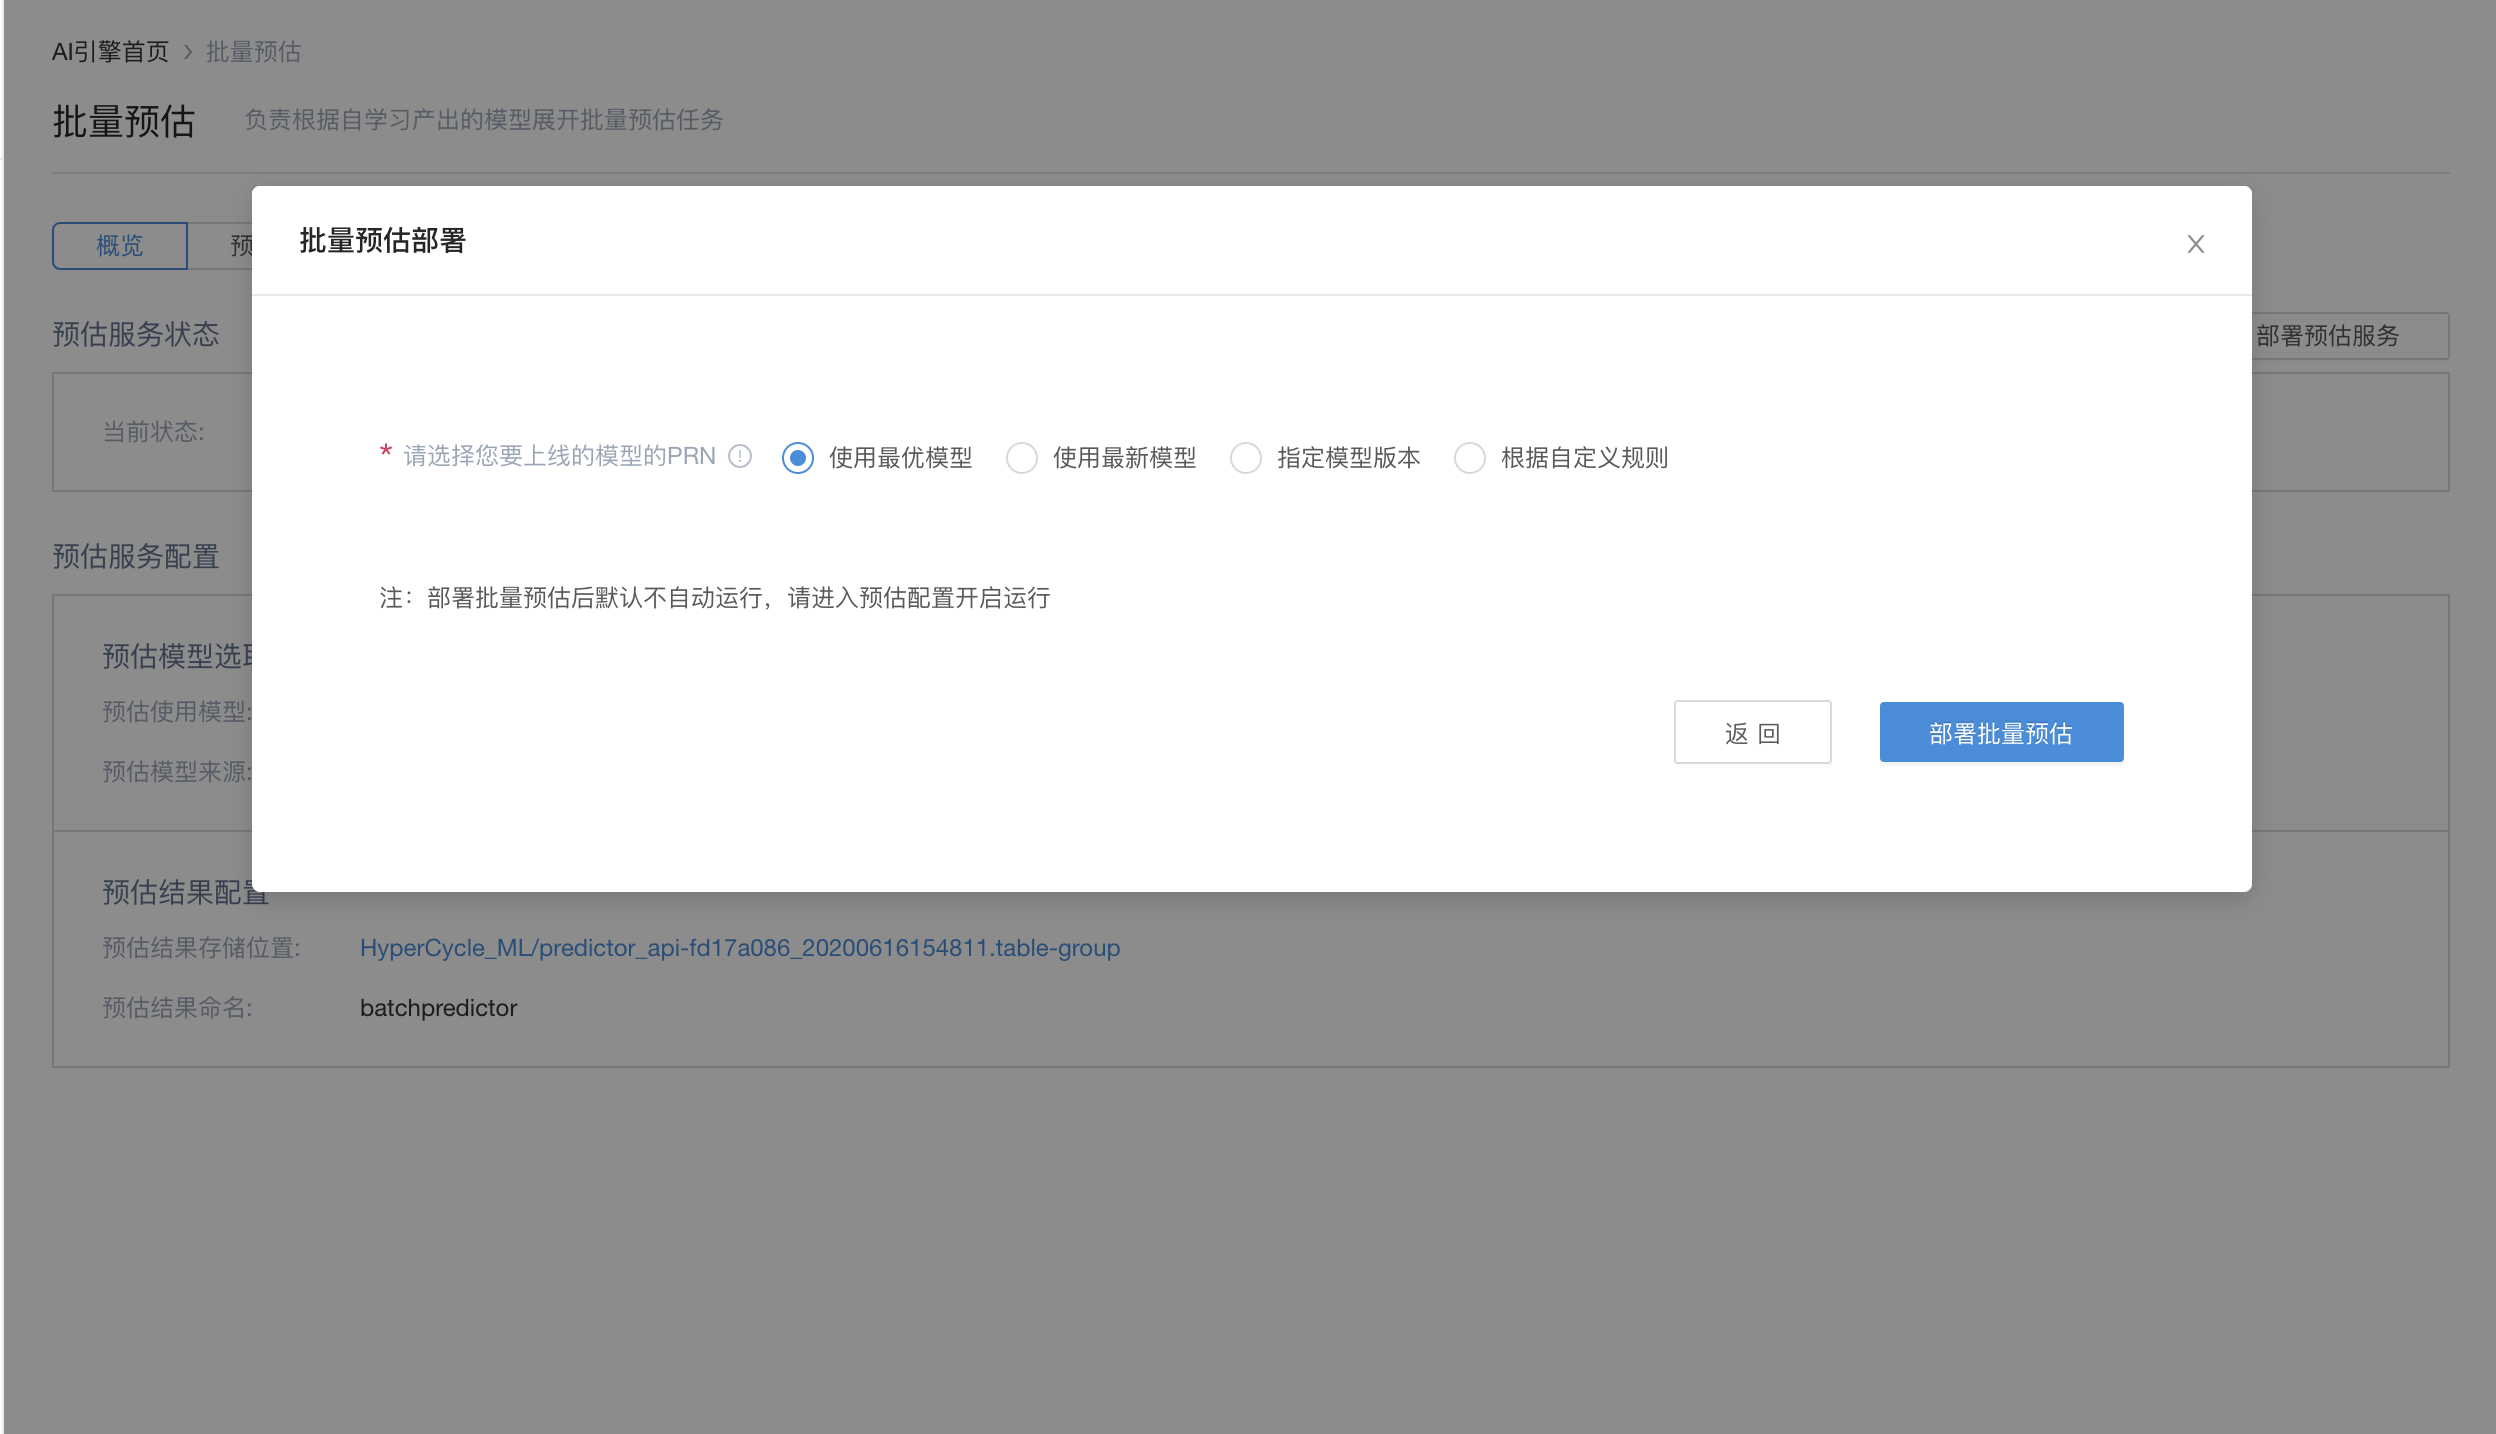 AI引擎首页 > 批量预估
批量预估 负责根据自学习产出的模型展开批量预估任务
概览 预
批量预估部署
预估服务状态 部署预估服务
当前状态:
* 请选择您要上线的模型的PRN 使用最优模型 使用最新模型 指定模型版本 根据自定义规则
预估服务配置
注：部署批量预估后默认不自动运行，请进入预估配置开启运行
预估模型选
预估使用模型:
返 回 部署批量预估
预估模型来源:
预估结果配置
预估结果存储位置: HyperCycle_ML/predictor_api-fd17a086_20200616154811.table-group
预估结果命名: batchpredictor